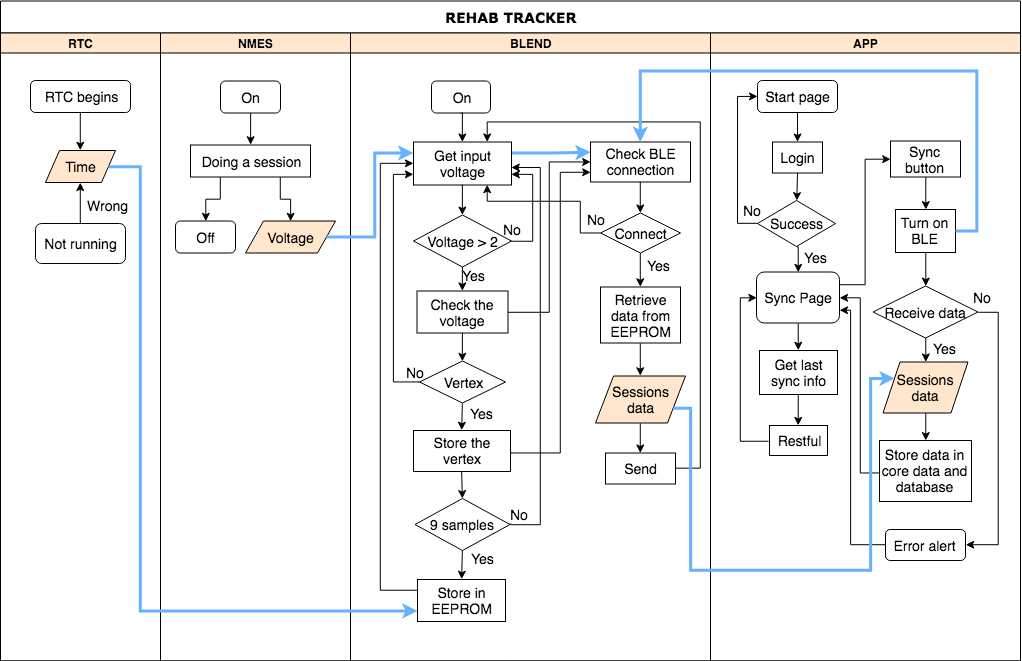 REHAB TRACKER
RTC
NMES
BLEND
APP
RTC begins
Time
Wrong
Not running
On
Doing a session
Off
Voltage
On
Get input
voltage
Voltage > 2
No
Yes
Check the
voltage
No
Vertex
Yes
Store the
vertex
9 samples
No
Yes
Store in
EEPROM
Check BLE
connection
No
Connect
Yes
Retrieve
data from
EEPROM
Sessions
data
Send
Start page
Login
No
Success
Yes
Sync Page
Get last
sync info
Restful
Sync
button
Turn on
BLE
No
Receive data
Yes
Sessions
data
Store data in
core data and
database
Error alert